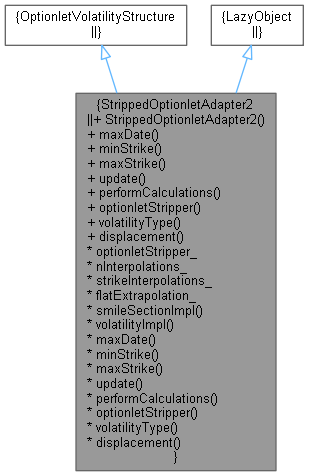 {OptionletVolatilityStructure
||}
{LazyObject
||}
{StrippedOptionletAdapter2
||+ StrippedOptionletAdapter2()
+ maxDate()
+ minStrike()
+ maxStrike()
+ update()
+ performCalculations()
+ optionletStripper()
+ volatilityType()
+ displacement()
* optionletStripper_
* nInterpolations_
* strikeInterpolations_
* flatExtrapolation_
* smileSectionImpl()
* volatilityImpl()
* maxDate()
* minStrike()
* maxStrike()
* update()
* performCalculations()
* optionletStripper()
* volatilityType()
* displacement()
}